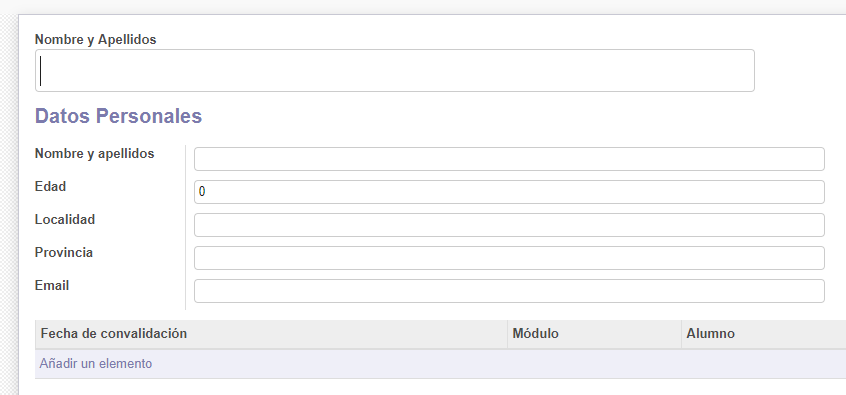 Nombre y Apellidos
Datos Personales
Nombre y apellidos
Edad 0
Localidad
Provincia
Email
Fecha de convalidación Módulo Alumno
Añadir un elemento